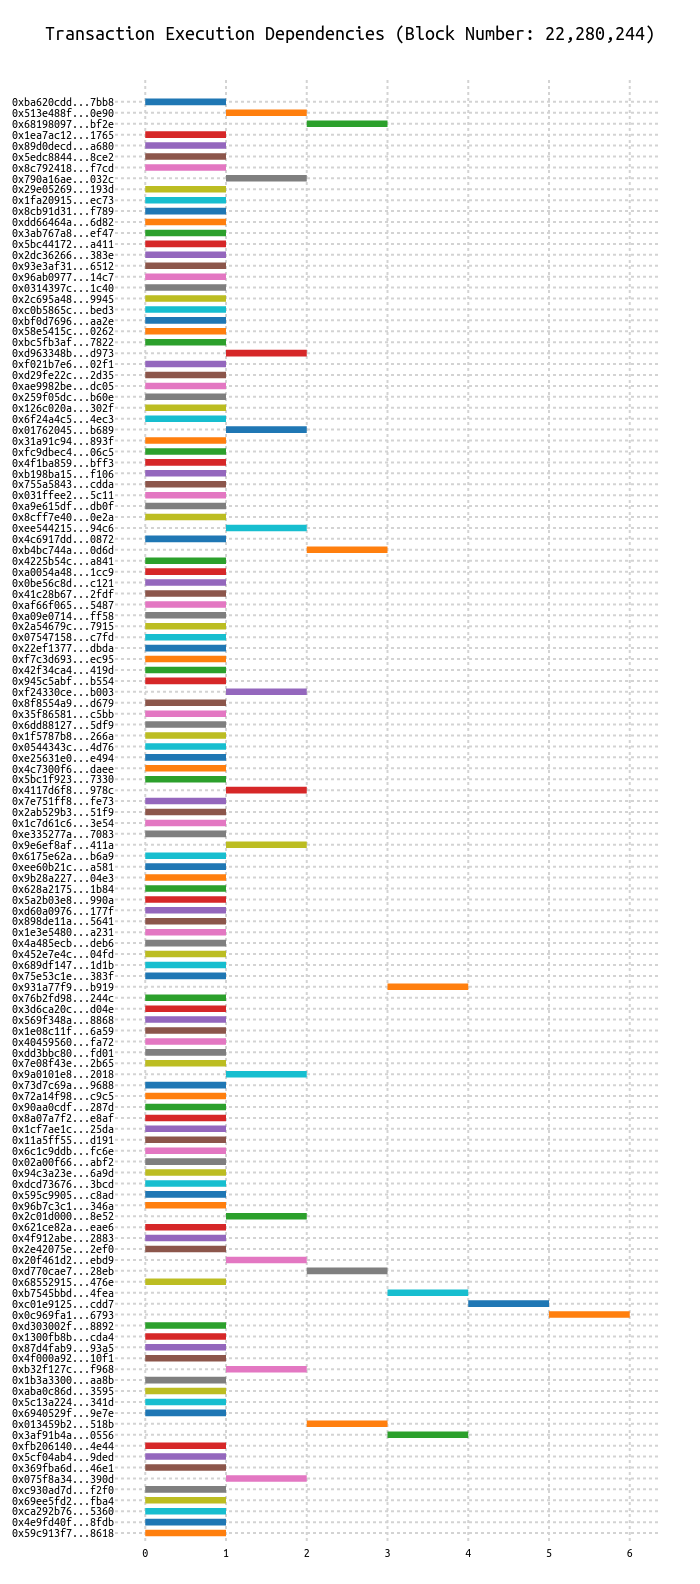 Transaction Execution Dependencies (Block Number: 22,280,244)
0xba620cdd...7bb8
0x513e488f...0e90
0x68198097...bf2e
0x1ea7ac12...1765
0x89d0decd...a680
0x5edc8844...8ce2
0x8c792418...f7cd
0x790a16ae...032c
0x29e05269...193d
0x1fa20915...ec73
0x8cb91d31...f789
0xdd66464a...6d82
0x3ab767a8...ef47
0x5bc44172...a411
0x2dc36266...383e
0x93e3af31...6512
0x96ab0977...14c7
0x0314397c...1c40
0x2c695a48...9945
0xc0b5865c...bed3
0xbf0d7696...aa2e
0x58e5415c...0262
0xbc5fb3af...7822
0xd963348b...d973
0xf021b7e6...02f1
0xd29fe22c...2d35
0xae9982be...dc05
0x259f05dc...b60e
0x126c020a...302f
0x6f24a4c5...4ec3
0x01762045...b689
0x31a91c94...893f
0xfc9dbec4...06c5
0x4f1ba859...bff3
0xb198ba15...f106
0x755a5843...cdda
0x031ffee2...5c11
0xa9e615df...db0f
0x8cff7e40...0e2a
0xee544215...94c6
0x4c6917dd...0872
0xb4bc744a...0d6d
0x4225b54c...a841
0xa0054a48...1cc9
0x0be56c8d...c121
0x41c28b67...2fdf
0xaf66f065...5487
0xa09e0714...ff58
0x2a54679c...7915
0x07547158...c7fd
0x22ef1377...dbda
0xf7c3d693...ec95
0x42f34ca4...419d
0x945c5abf...b554
0xf24330ce...b003
0x8f8554a9...d679
0x35f86581...c5bb
0x6dd88127...5df9
0x1f5787b8...266a
0x0544343c...4d76
0xe25631e0...e494
0x4c7300f6...daee
0x5bc1f923...7330
0x4117d6f8...978c
0x7e751ff8...fe73
0x2ab529b3...51f9
0x1c7d61c6...3e54
0xe335277a...7083
0x9e6ef8af...411a
0x6175e62a...b6a9
0xee60b21c...a581
0x9b28a227...04e3
0x628a2175...1b84
0x5a2b03e8...990a
0xd60a0976...177f
0x898de11a...5641
0x1e3e5480...a231
0x4a485ecb...deb6
0x452e7e4c...04fd
0x689df147...1d1b
0x75e53c1e...383f
0x931a77f9...b919
0x76b2fd98...244c
0x3d6ca20c...d04e
0x569f348a...8868
0x1e08c11f...6a59
0x40459560...fa72
0xdd3bbc80...fd01
0x7e08f43e...2b65
0x9a0101e8...2018
0x73d7c69a...9688
0x72a14f98...c9c5
0x90aa0cdf...287d
0x8a07a7f2...e8af
0x1cf7ae1c...25da
0x11a5ff55...d191
0x6c1c9ddb...fc6e
0x02a00f66...abf2
0x94c3a23e...6a9d
0xdcd73676...3bcd
0x595c9905...c8ad
0x96b7c3c1...346a
0x2c01d000...8e52
0x621ce82a...eae6
0x4f912abe...2883
0x2e42075e...2ef0
0x20f461d2...ebd9
0xd770cae7...28eb
0x68552915...476e
0xb7545bbd...4fea
0xc01e9125...cdd7
0x0c969fa1...6793
0xd303002f...8892
0x1300fb8b...cda4
0x87d4fab9...93a5
0x4f000a92...10f1
0xb32f127c...f968
0x1b3a3300...aa8b
0xaba0c86d...3595
0x5c13a224...341d
0x6940529f...9e7e
0x013459b2...518b
0x3af91b4a...0556
0xfb206140...4e44
0x5cf04ab4...9ded
0x369fba6d...46e1
0x075f8a34...390d
0xc930ad7d...f2f0
0x69ee5fd2...fba4
0xca292b76...5360
0x4e9fd40f...8fdb
0x59c913f7...8618
0 1 2 3 4 5 6